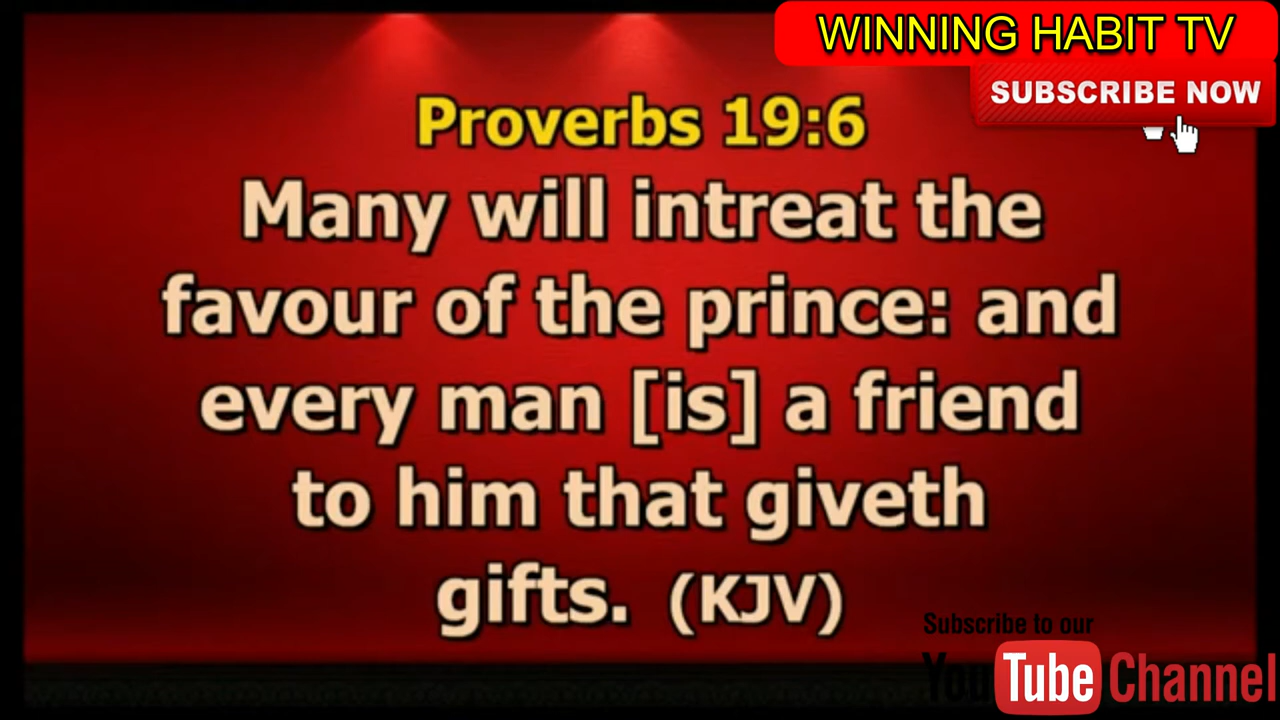 WINNING HABIT TV
SUBSCRIBE NOW
Proverbs 19:6
Many will intreat the
favour of the prince: and
every man [is] a friend
to him that giveth
gifts. (KJV)
Subscribe to our
YouTube Channel